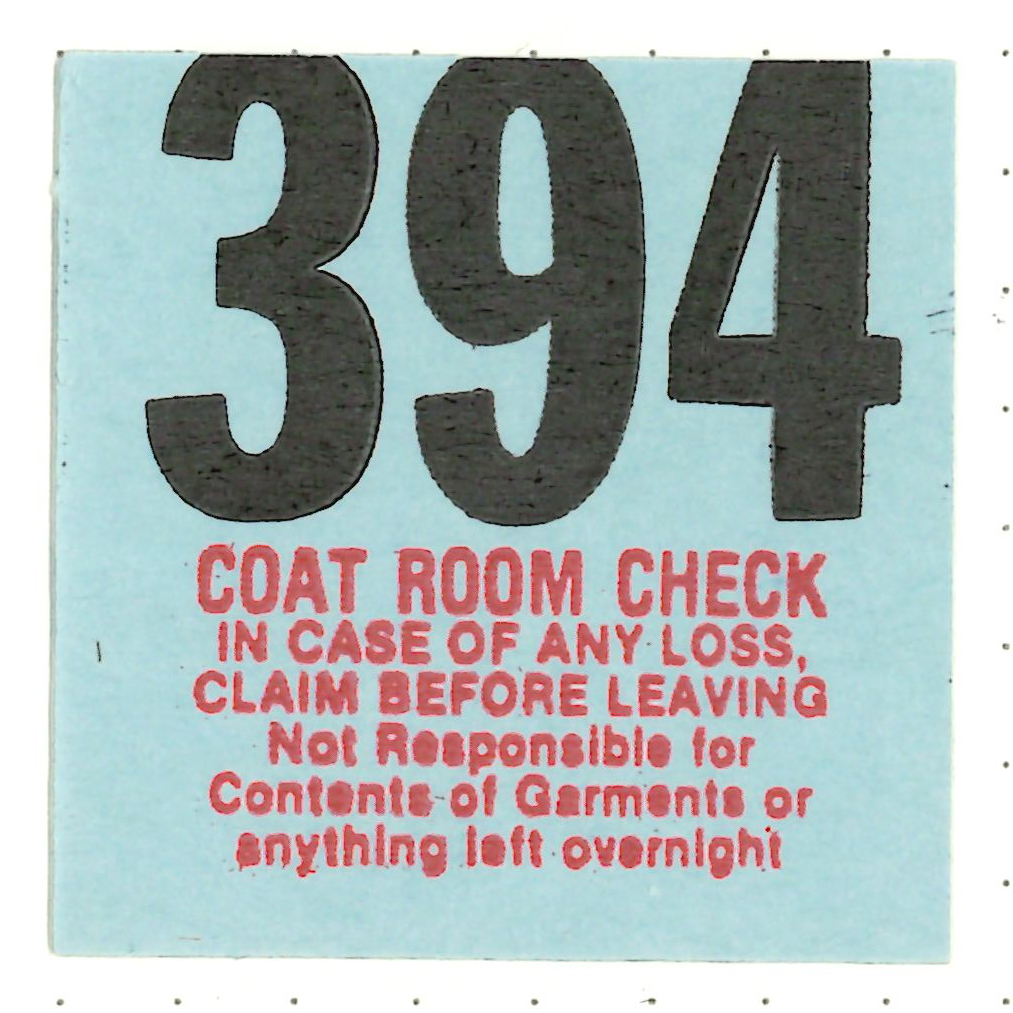 394
COAT ROOM CHECK
IN CASE OF ANY LOSS,
CLAIM BEFORE LEAVING
Not Responsible for
Contents of Garments or
anything left overnight